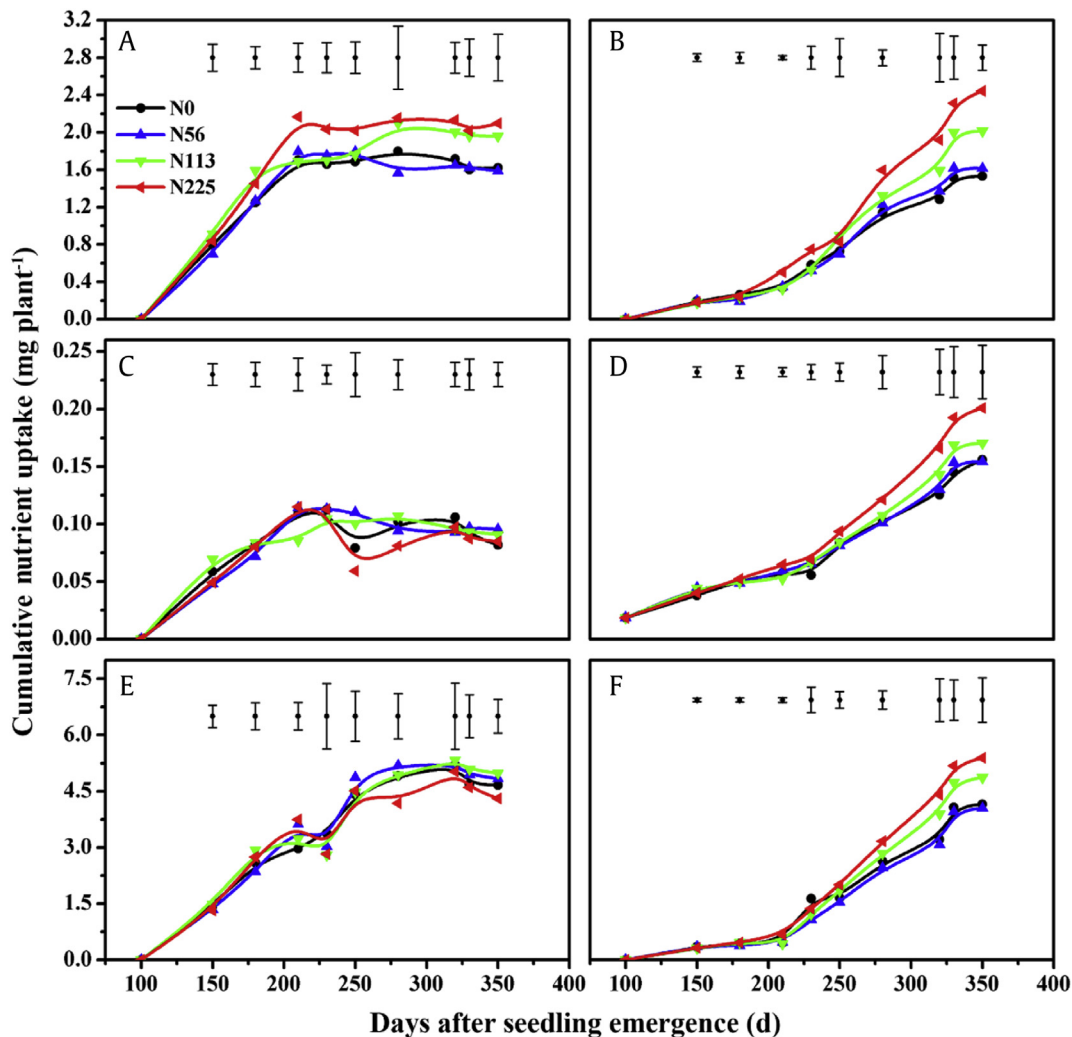 A
B
3.2
2.8
2.4
2.0
1.6
1.2
0.8
0.4
0.0
N0
N56
N113
N225
C
D
0.25
0.20
0.15
0.10
0.05
0.00
E
F
7.5
6.0
4.5
3.0
1.5
0.0
100 150 200 250 300 350 400
100 150 200 250 300 350 400
Cumulative nutrient uptake (mg plant⁻¹)
Days after seedling emergence (d)